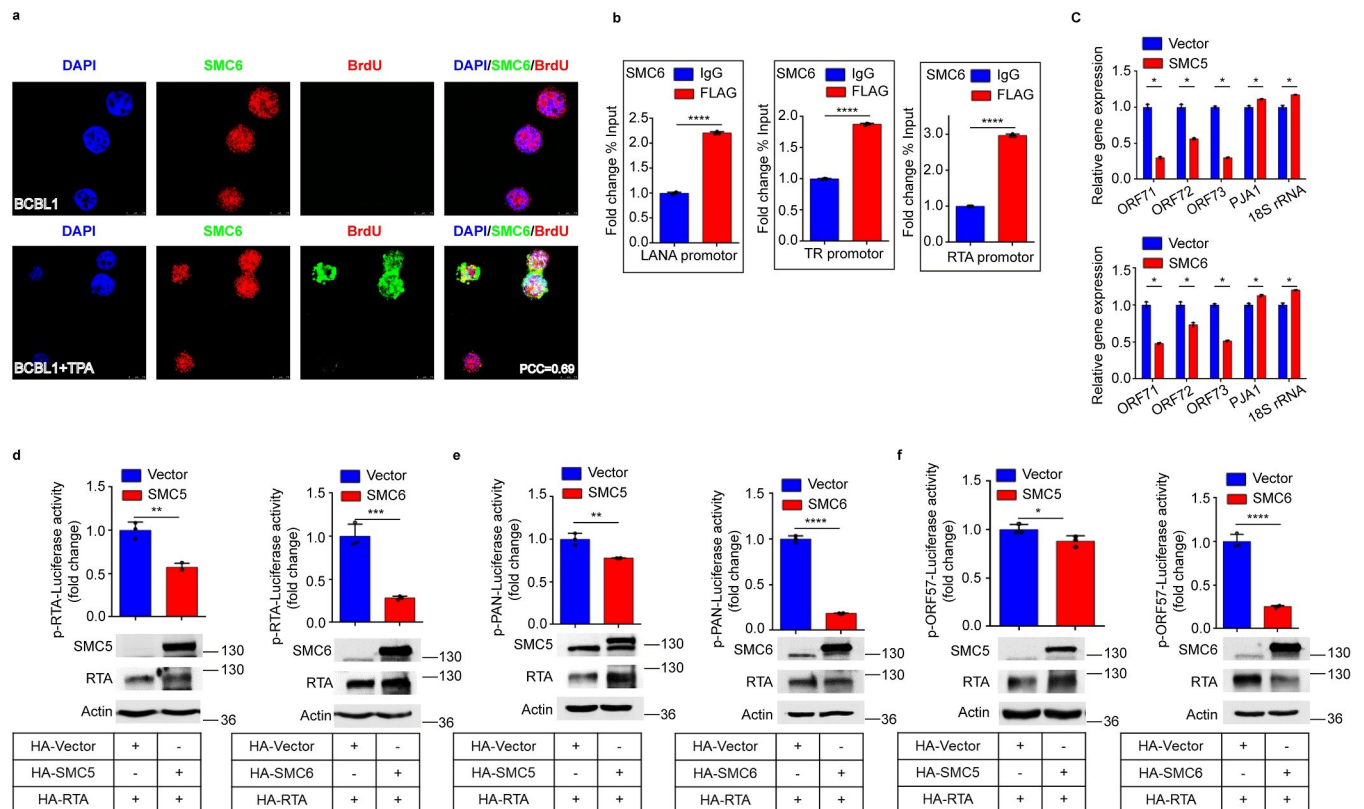 a
DAPI SMC6 BrdU DAPI/SMC6/BrdU
BCBL1
DAPI SMC6 BrdU DAPI/SMC6/BrdU
BCBL1+TPA
PCC=0.69
b
SMC6 IgG
FLAG
Fold change % Input
2.5
2.0
1.5
1.0
0.5
0.0
****
LANA promotor
SMC6 IgG
FLAG
Fold change % Input
2.0
1.5
1.0
0.5
0.0
****
TR promotor
SMC6 IgG
FLAG
Fold change % Input
3.0
2.0
1.0
0.0
****
RTA promotor
C
Vector
SMC5
Relative gene expression
1.5
1.0
0.5
0.0
* * * * *
ORF71 ORF72 ORF73 PJA1 18S rRNA
Vector
SMC6
Relative gene expression
1.5
1.0
0.5
0.0
* * * * *
ORF71 ORF72 ORF73 PJA1 18S rRNA
d
Vector
SMC5
p-RTA-Luciferase activity
(fold change)
1.5
1.0
0.5
0.0
**
SMC5
130
RTA
130
Actin
36
HA-Vector + -
HA-SMC5 - +
HA-RTA + +
Vector
SMC6
p-RTA-Luciferase activity
(fold change)
1.5
1.0
0.5
0.0
***
SMC6
130
RTA
130
Actin
36
HA-Vector + -
HA-SMC6 - +
HA-RTA + +
e
Vector
SMC5
p-PAN-Luciferase activity
(fold change)
1.5
1.0
0.5
0.0
**
SMC5
130
RTA
130
Actin
36
HA-Vector + -
HA-SMC5 - +
HA-RTA + +
Vector
SMC6
p-PAN-Luciferase activity
(fold change)
1.5
1.0
0.5
0.0
****
SMC6
130
RTA
130
Actin
36
HA-Vector + -
HA-SMC6 - +
HA-RTA + +
f
Vector
SMC5
p-ORF57-Luciferase activity
(fold change)
1.5
1.0
0.5
0.0
*
SMC5
130
RTA
130
Actin
36
HA-Vector + -
HA-SMC5 - +
HA-RTA + +
Vector
SMC6
p-ORF57-Luciferase activity
(fold change)
1.5
1.0
0.5
0.0
****
SMC6
130
RTA
130
Actin
36
HA-Vector + -
HA-SMC6 - +
HA-RTA + +